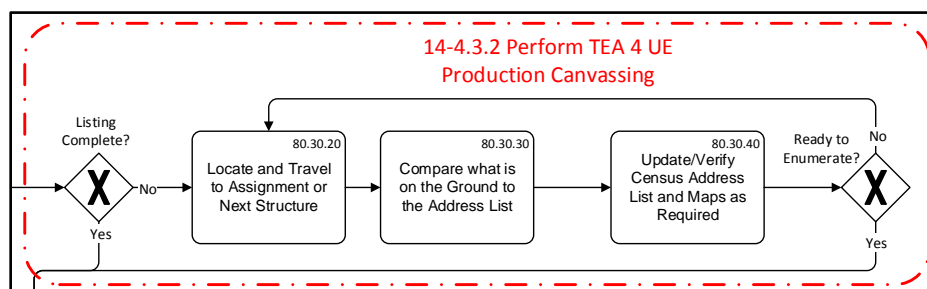 14-4.3.2 Perform TEA 4 UE
Production Canvassing
Listing
Complete?
X
No
Yes
80.30.20
Locate and Travel
to Assignment or
Next Structure
80.30.30
Compare what is
on the Ground to
the Address List
80.30.40
Update/Verify
Census Address
List and Maps as
Required
Ready to
Enumerate?
No
X
Yes